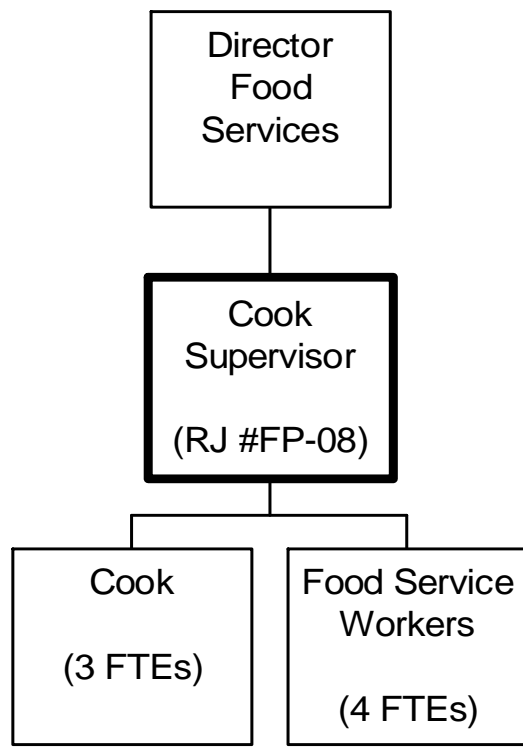 Director
Food
Services
Cook
Supervisor
(RJ #FP-08)
Cook
(3 FTEs)
Food Service
Workers
(4 FTEs)